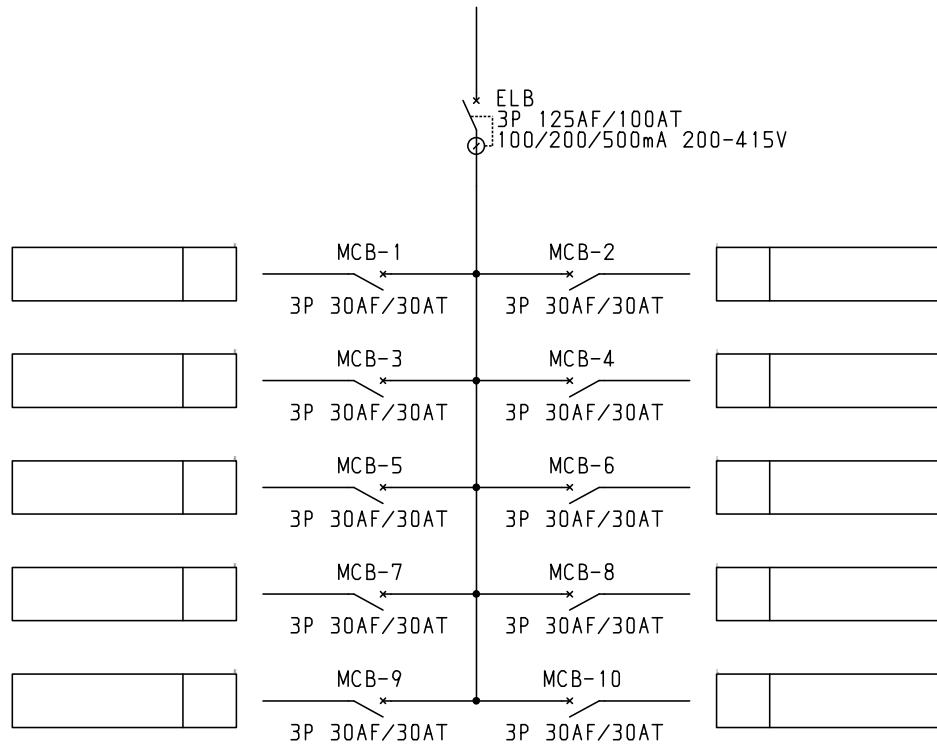 ELB
3P 125AF/100AT
100/200/500mA 200-415V
MCB-1 MCB-2
3P 30AF/30AT 3P 30AF/30AT
MCB-3 MCB-4
3P 30AF/30AT 3P 30AF/30AT
MCB-5 MCB-6
3P 30AF/30AT 3P 30AF/30AT
MCB-7 MCB-8
3P 30AF/30AT 3P 30AF/30AT
MCB-9 MCB-10
3P 30AF/30AT 3P 30AF/30AT